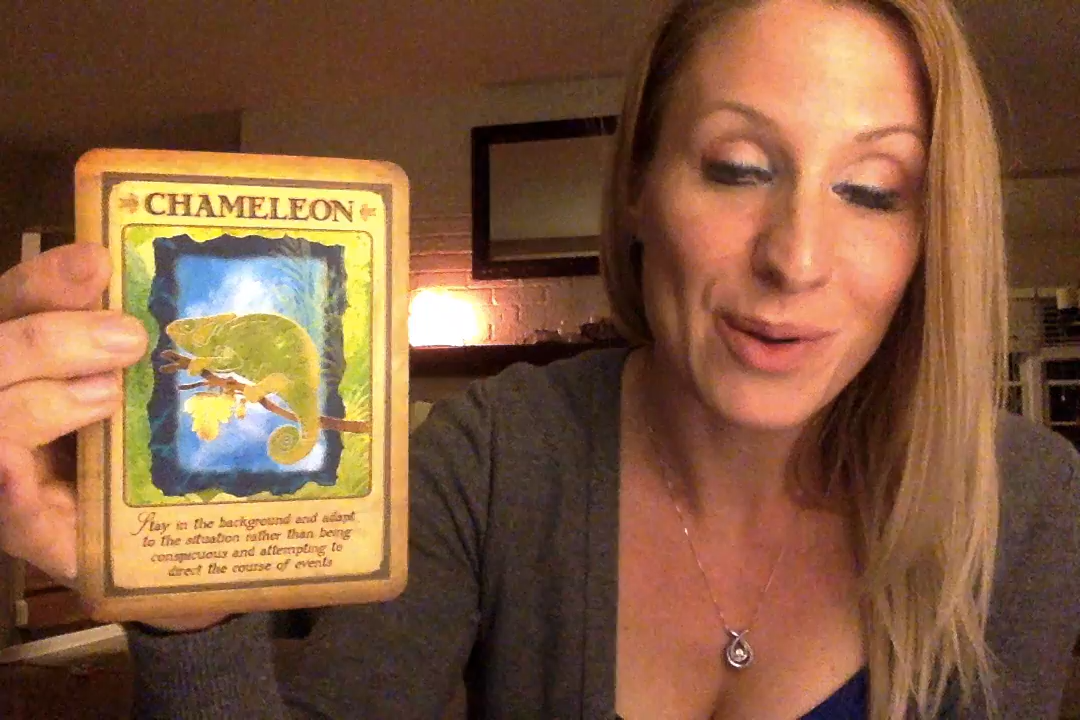 CHAMELEON
Stay in the background and adapt
to the situation rather than being
conspicuous and attempting to
direct the course of events